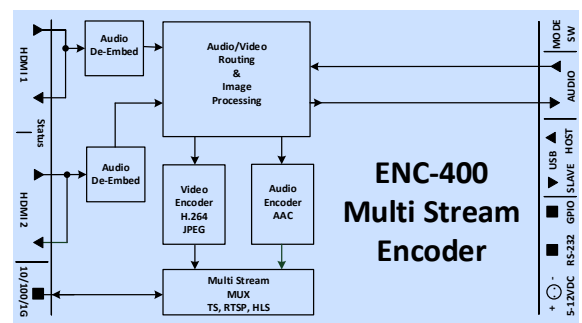 HDMI 1
Status
HDMI 2
10/100/1G
Audio
De-Embed
Audio
De-Embed
Audio/Video
Routing
&
Image
Processing
Video
Encoder
H.264
JPEG
Audio
Encoder
AAC
Multi Stream
MUX
TS, RTSP, HLS
ENC-400
Multi Stream
Encoder
MODE
SW
AUDIO
USB
SLAVE HOST
GPIO
RS-232
5-12VDC
+ -